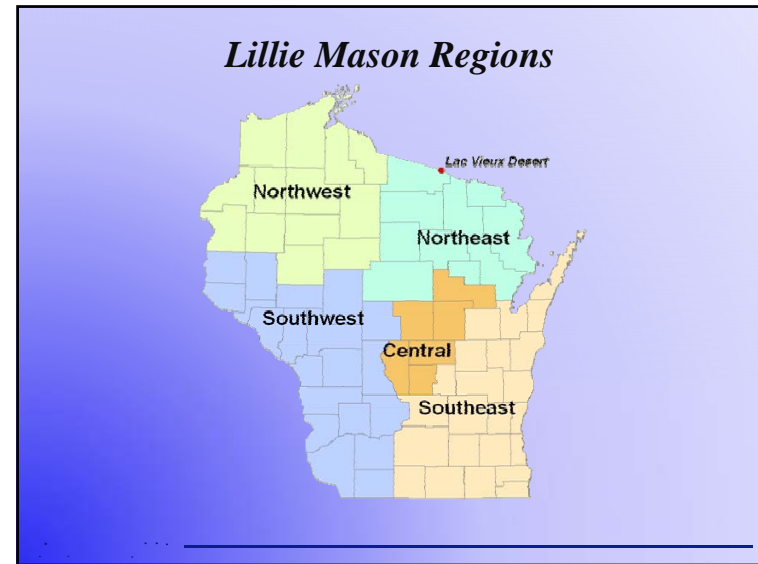 Lillie Mason Regions
Lac Vieux Desert
Northwest
Northeast
Southwest
Central
Southeast